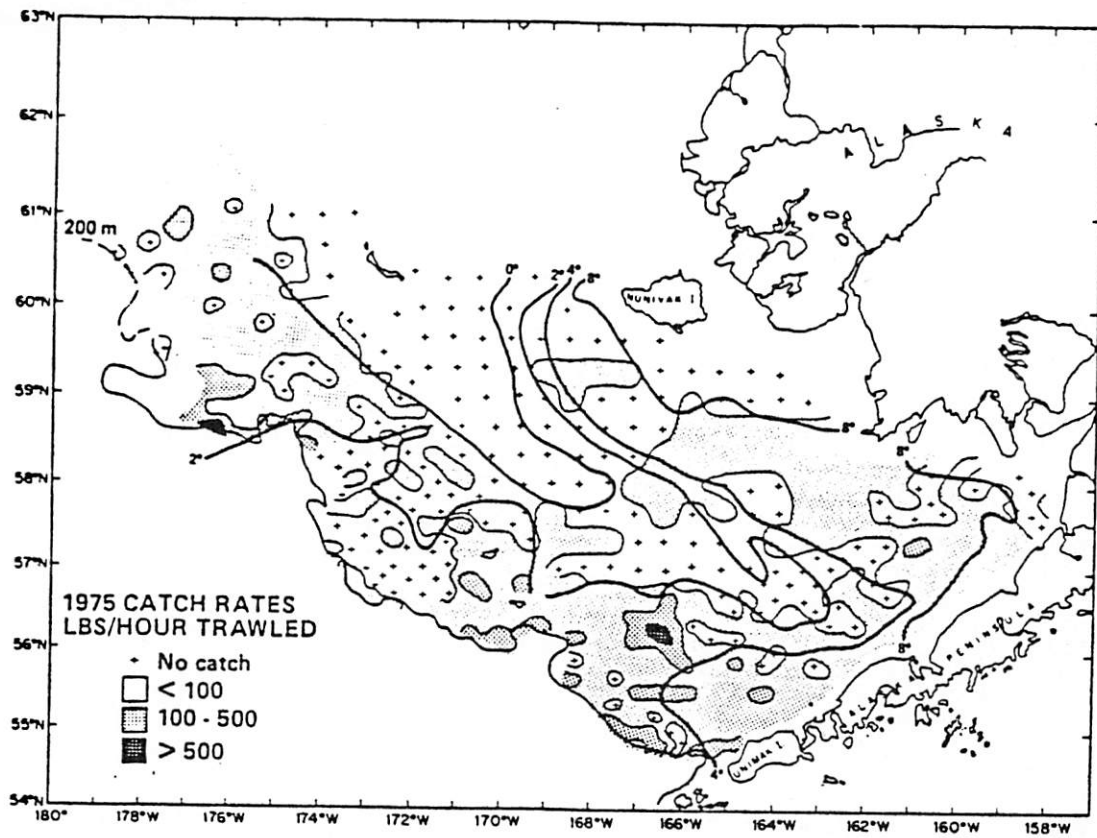 63°N
62°N
61°N
60°N
59°N
58°N
57°N
56°N
55°N
54°N
ALASKA
200 m
0°
2°
4°
8°
NUNIVAK I
8°
8°
2°
8°
4°
1975 CATCH RATES
LBS/HOUR TRAWLED
+ No catch
< 100
100 - 500
> 500
ALASKA PENINSULA
UNIMAK I
180°
178°W
176°W
174°W
172°W
170°W
168°W
166°W
164°W
162°W
160°W
158°W